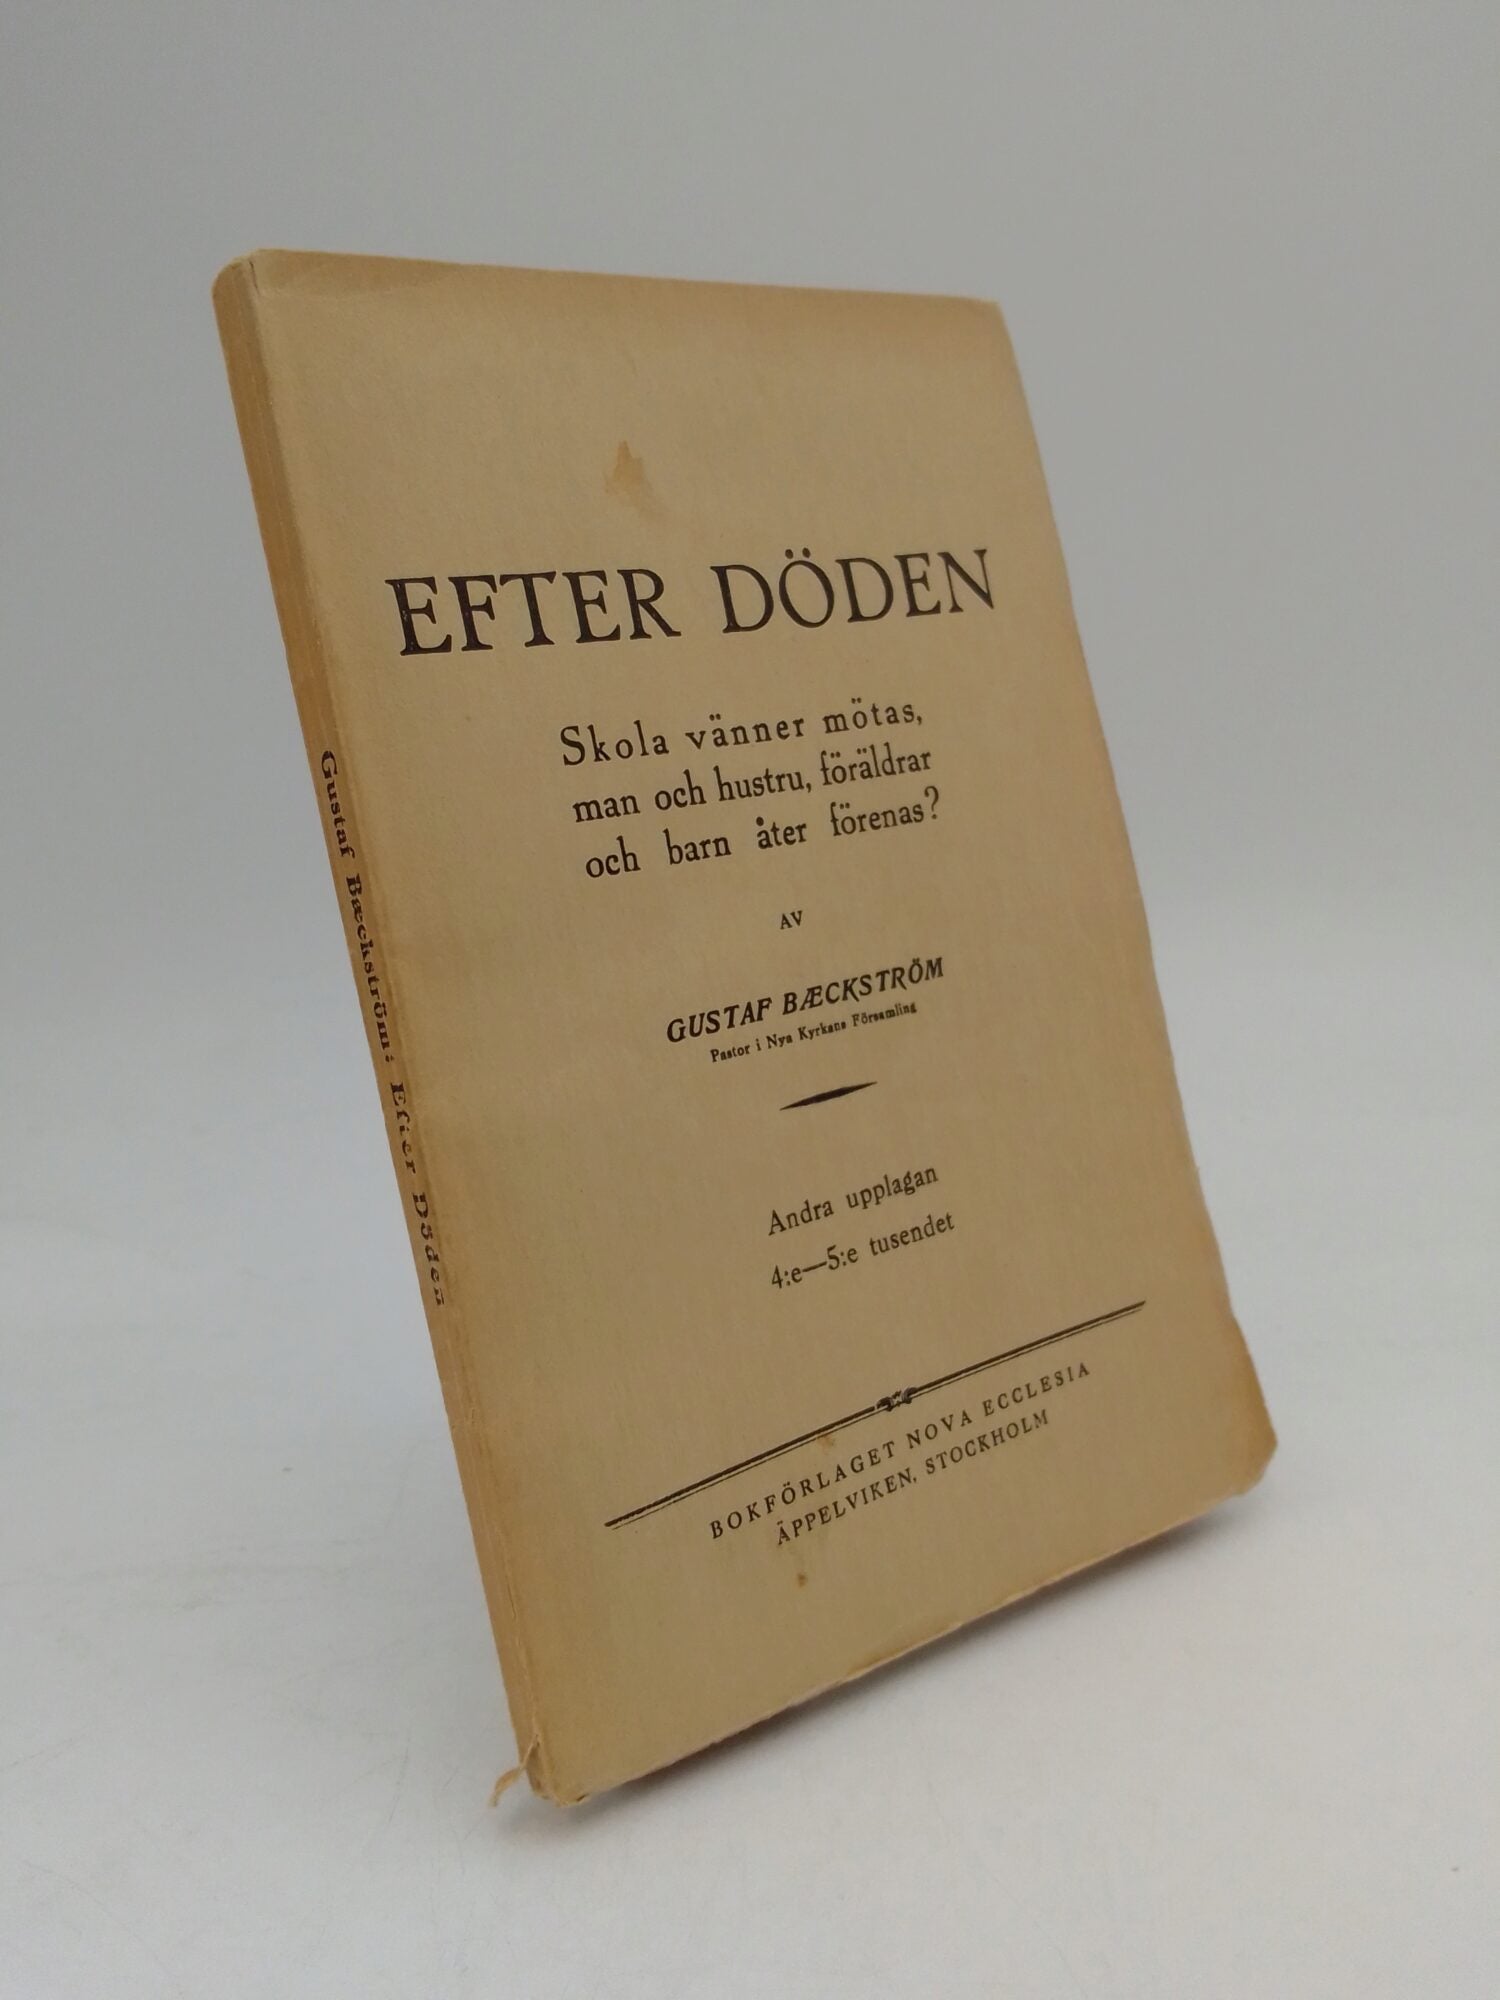 EFTER DÖDEN
Skola vänner mötas,
man och hustru, föräldrar
och barn åter förenas?
AV
GUSTAF BÆCKSTRÖM
Pastor i Nya Kyrkans Församling
Andra upplagan
4:e—5:e tusendet
BOKFÖRLAGET NOVA ECCLESIA
ÄPPELVIKEN, STOCKHOLM
Gustaf Bæckström: Efter Döden